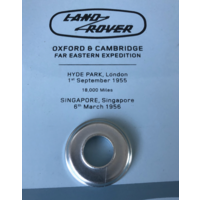 LAND
ROVER
OXFORD & CAMBRIDGE
FAR EASTERN EXPEDITION
HYDE PARK, London
1st September 1955
18,000 Miles
SINGAPORE, Singapore
6th March 1956